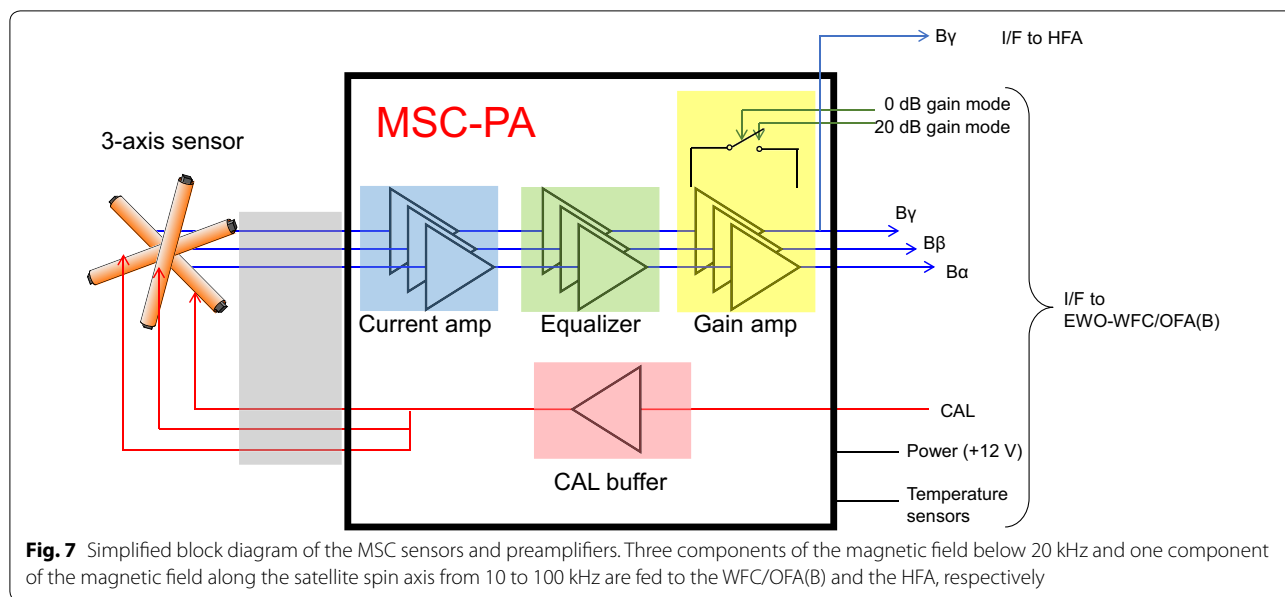 Bγ I/F to HFA
0 dB gain mode
20 dB gain mode
MSC-PA
3-axis sensor
Bγ
Bβ
Bα
Current amp Equalizer Gain amp
I/F to
EWO-WFC/OFA(B)
CAL
Power (+12 V)
CAL buffer
Temperature
sensors
Fig. 7 Simplified block diagram of the MSC sensors and preamplifiers. Three components of the magnetic field below 20 kHz and one component
of the magnetic field along the satellite spin axis from 10 to 100 kHz are fed to the WFC/OFA(B) and the HFA, respectively